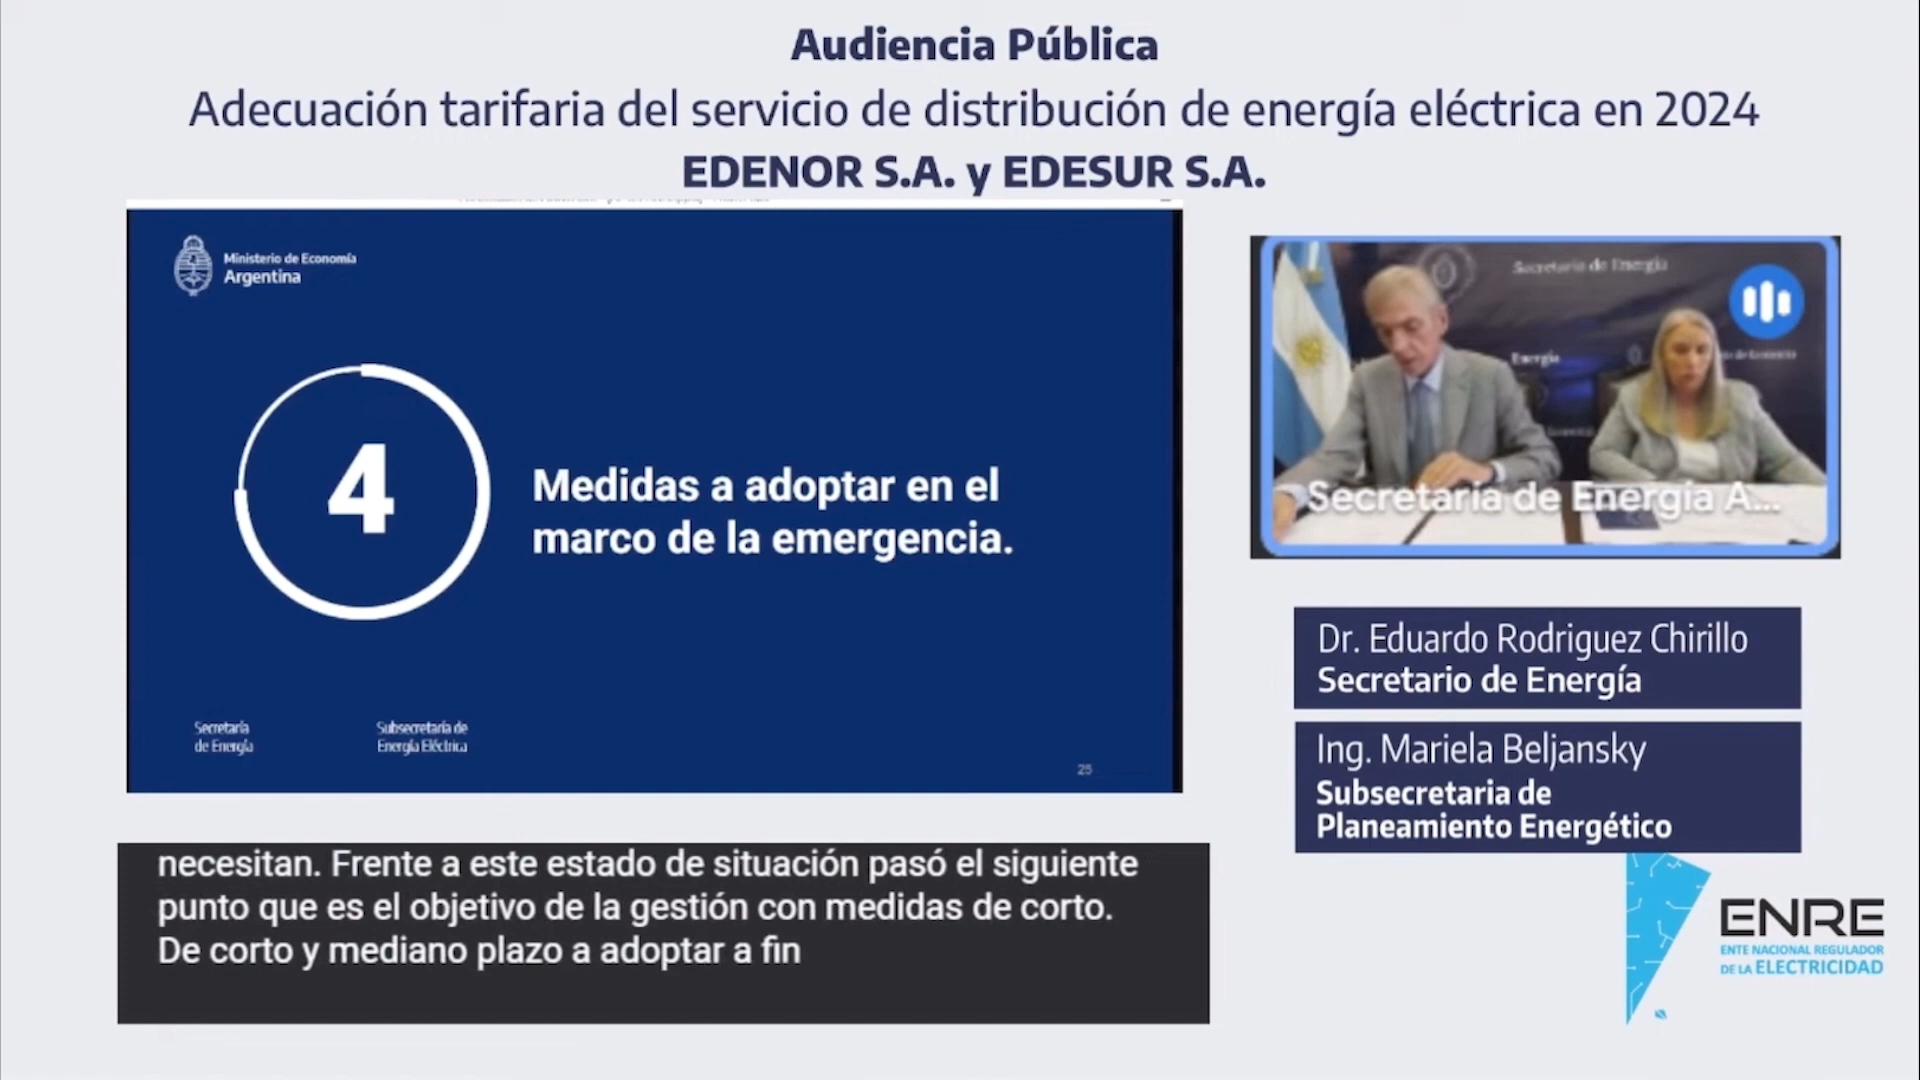 Audiencia Pública
Adecuación tarifaria del servicio de distribución de energía eléctrica en 2024
EDENOR S.A. y EDESUR S.A.
Ministerio de Economía
Argentina
4
Medidas a adoptar en el
marco de la emergencia.
Secretaría
de Energía
Subsecretaría de
Energía Eléctrica
25
Secretaría de Energía
Energía
de Economía
Secretaría de Energía A...
Dr. Eduardo Rodriguez Chirillo
Secretario de Energía
Ing. Mariela Beljansky
Subsecretaria de
Planeamiento Energético
necesitan. Frente a este estado de situación pasó el siguiente
punto que es el objetivo de la gestión con medidas de corto.
De corto y mediano plazo a adoptar a fin
ENRE
ENTE NACIONAL REGULADOR
DE LA ELECTRICIDAD